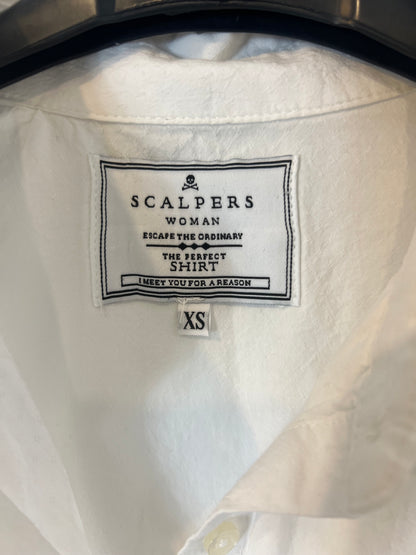 SCALPERS
WOMAN
ESCAPE THE ORDINARY
THE PERFECT
SHIRT
I MEET YOU FOR A REASON
XS